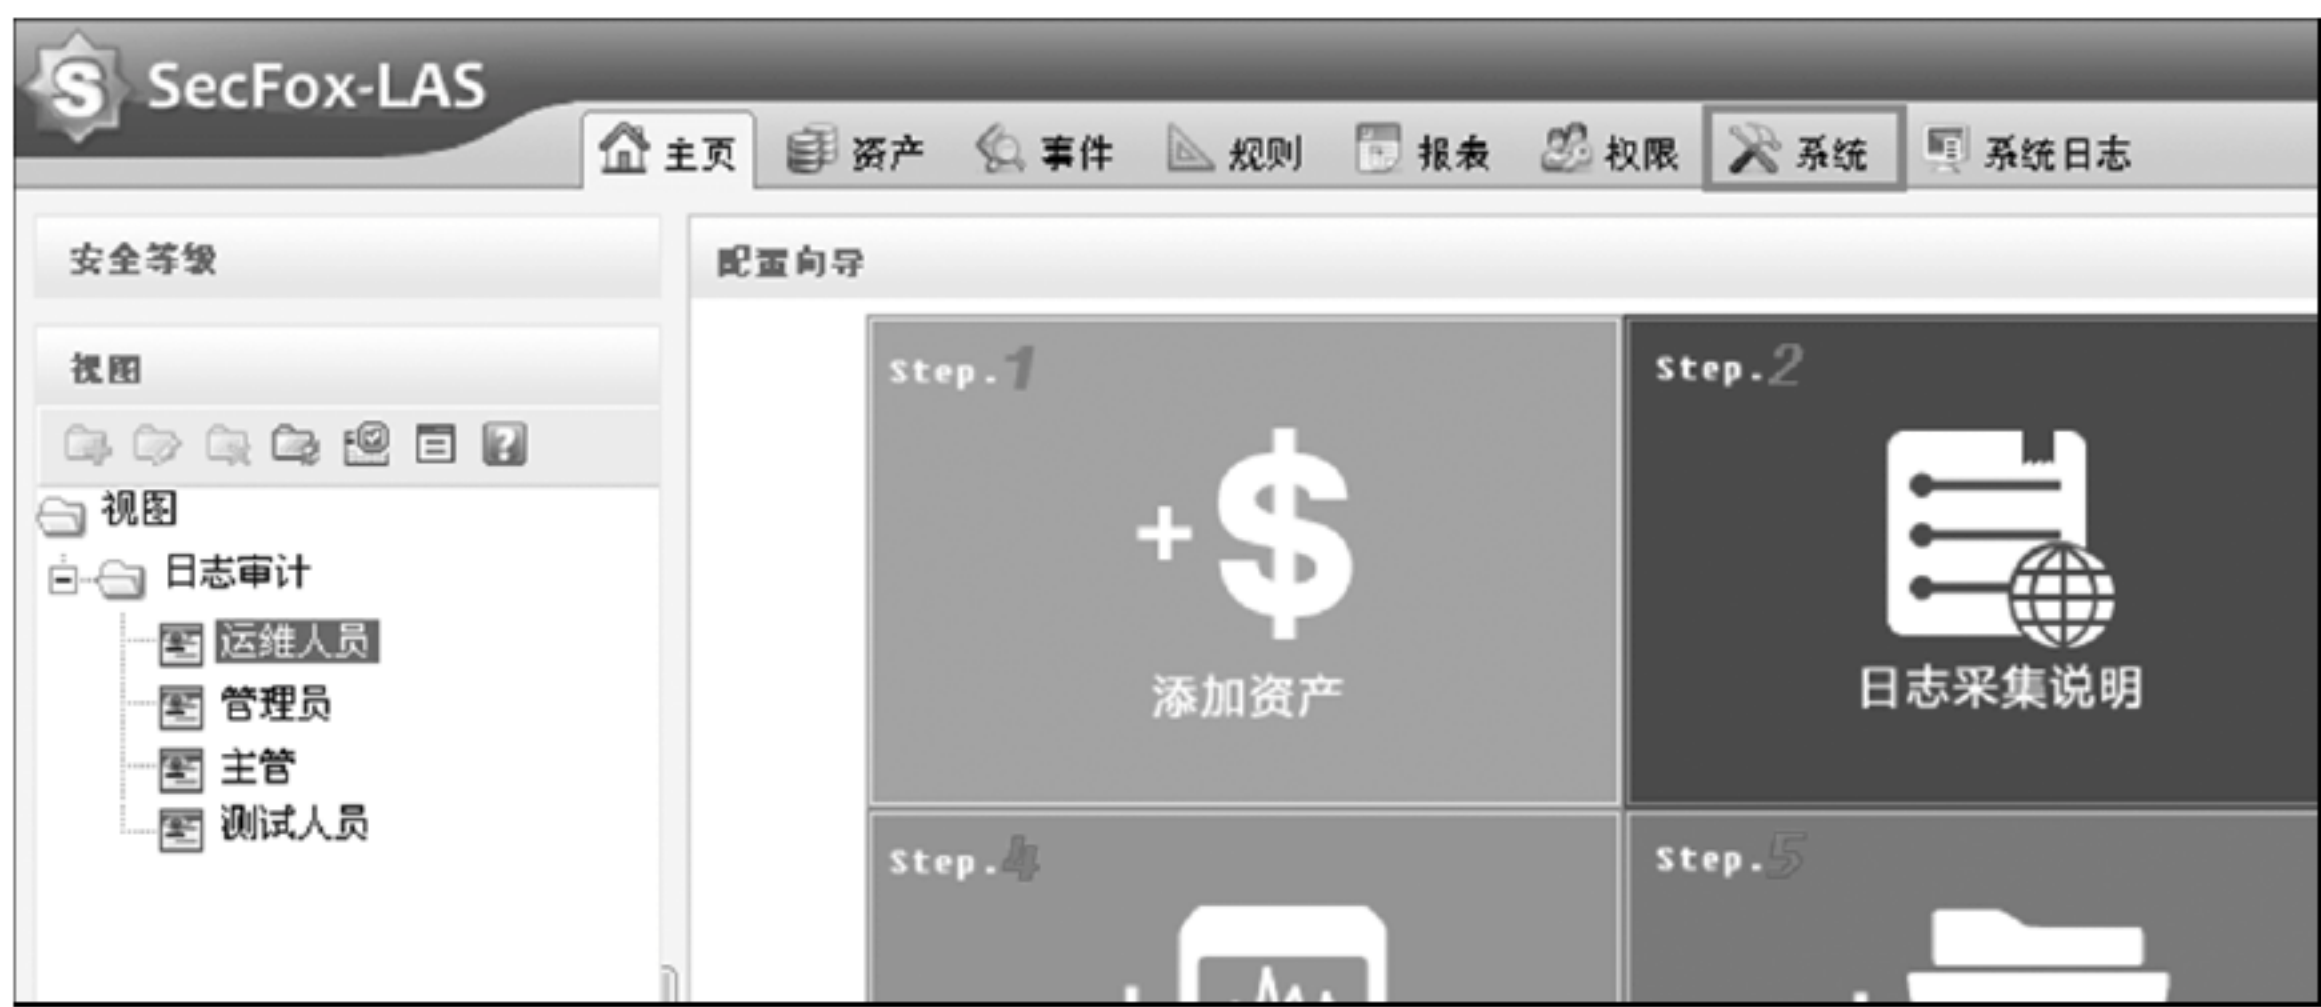 SecFox-LAS
主页 资产 事件 规则 报表 权限 系统 系统日志
安全等级
视图
视图
日志审计
运维人员
管理员
主管
测试人员
配置向导
Step.1
添加资产
Step.2
日志采集说明
Step.4
Step.5